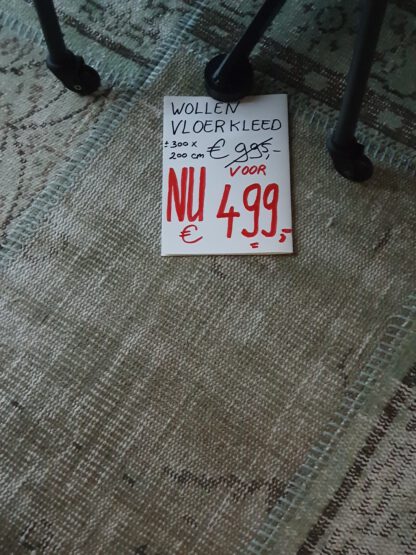 WOLLEN
VLOERKLEED
± 300 x
200 cm € 995,-
VOOR
NU 499,-
€